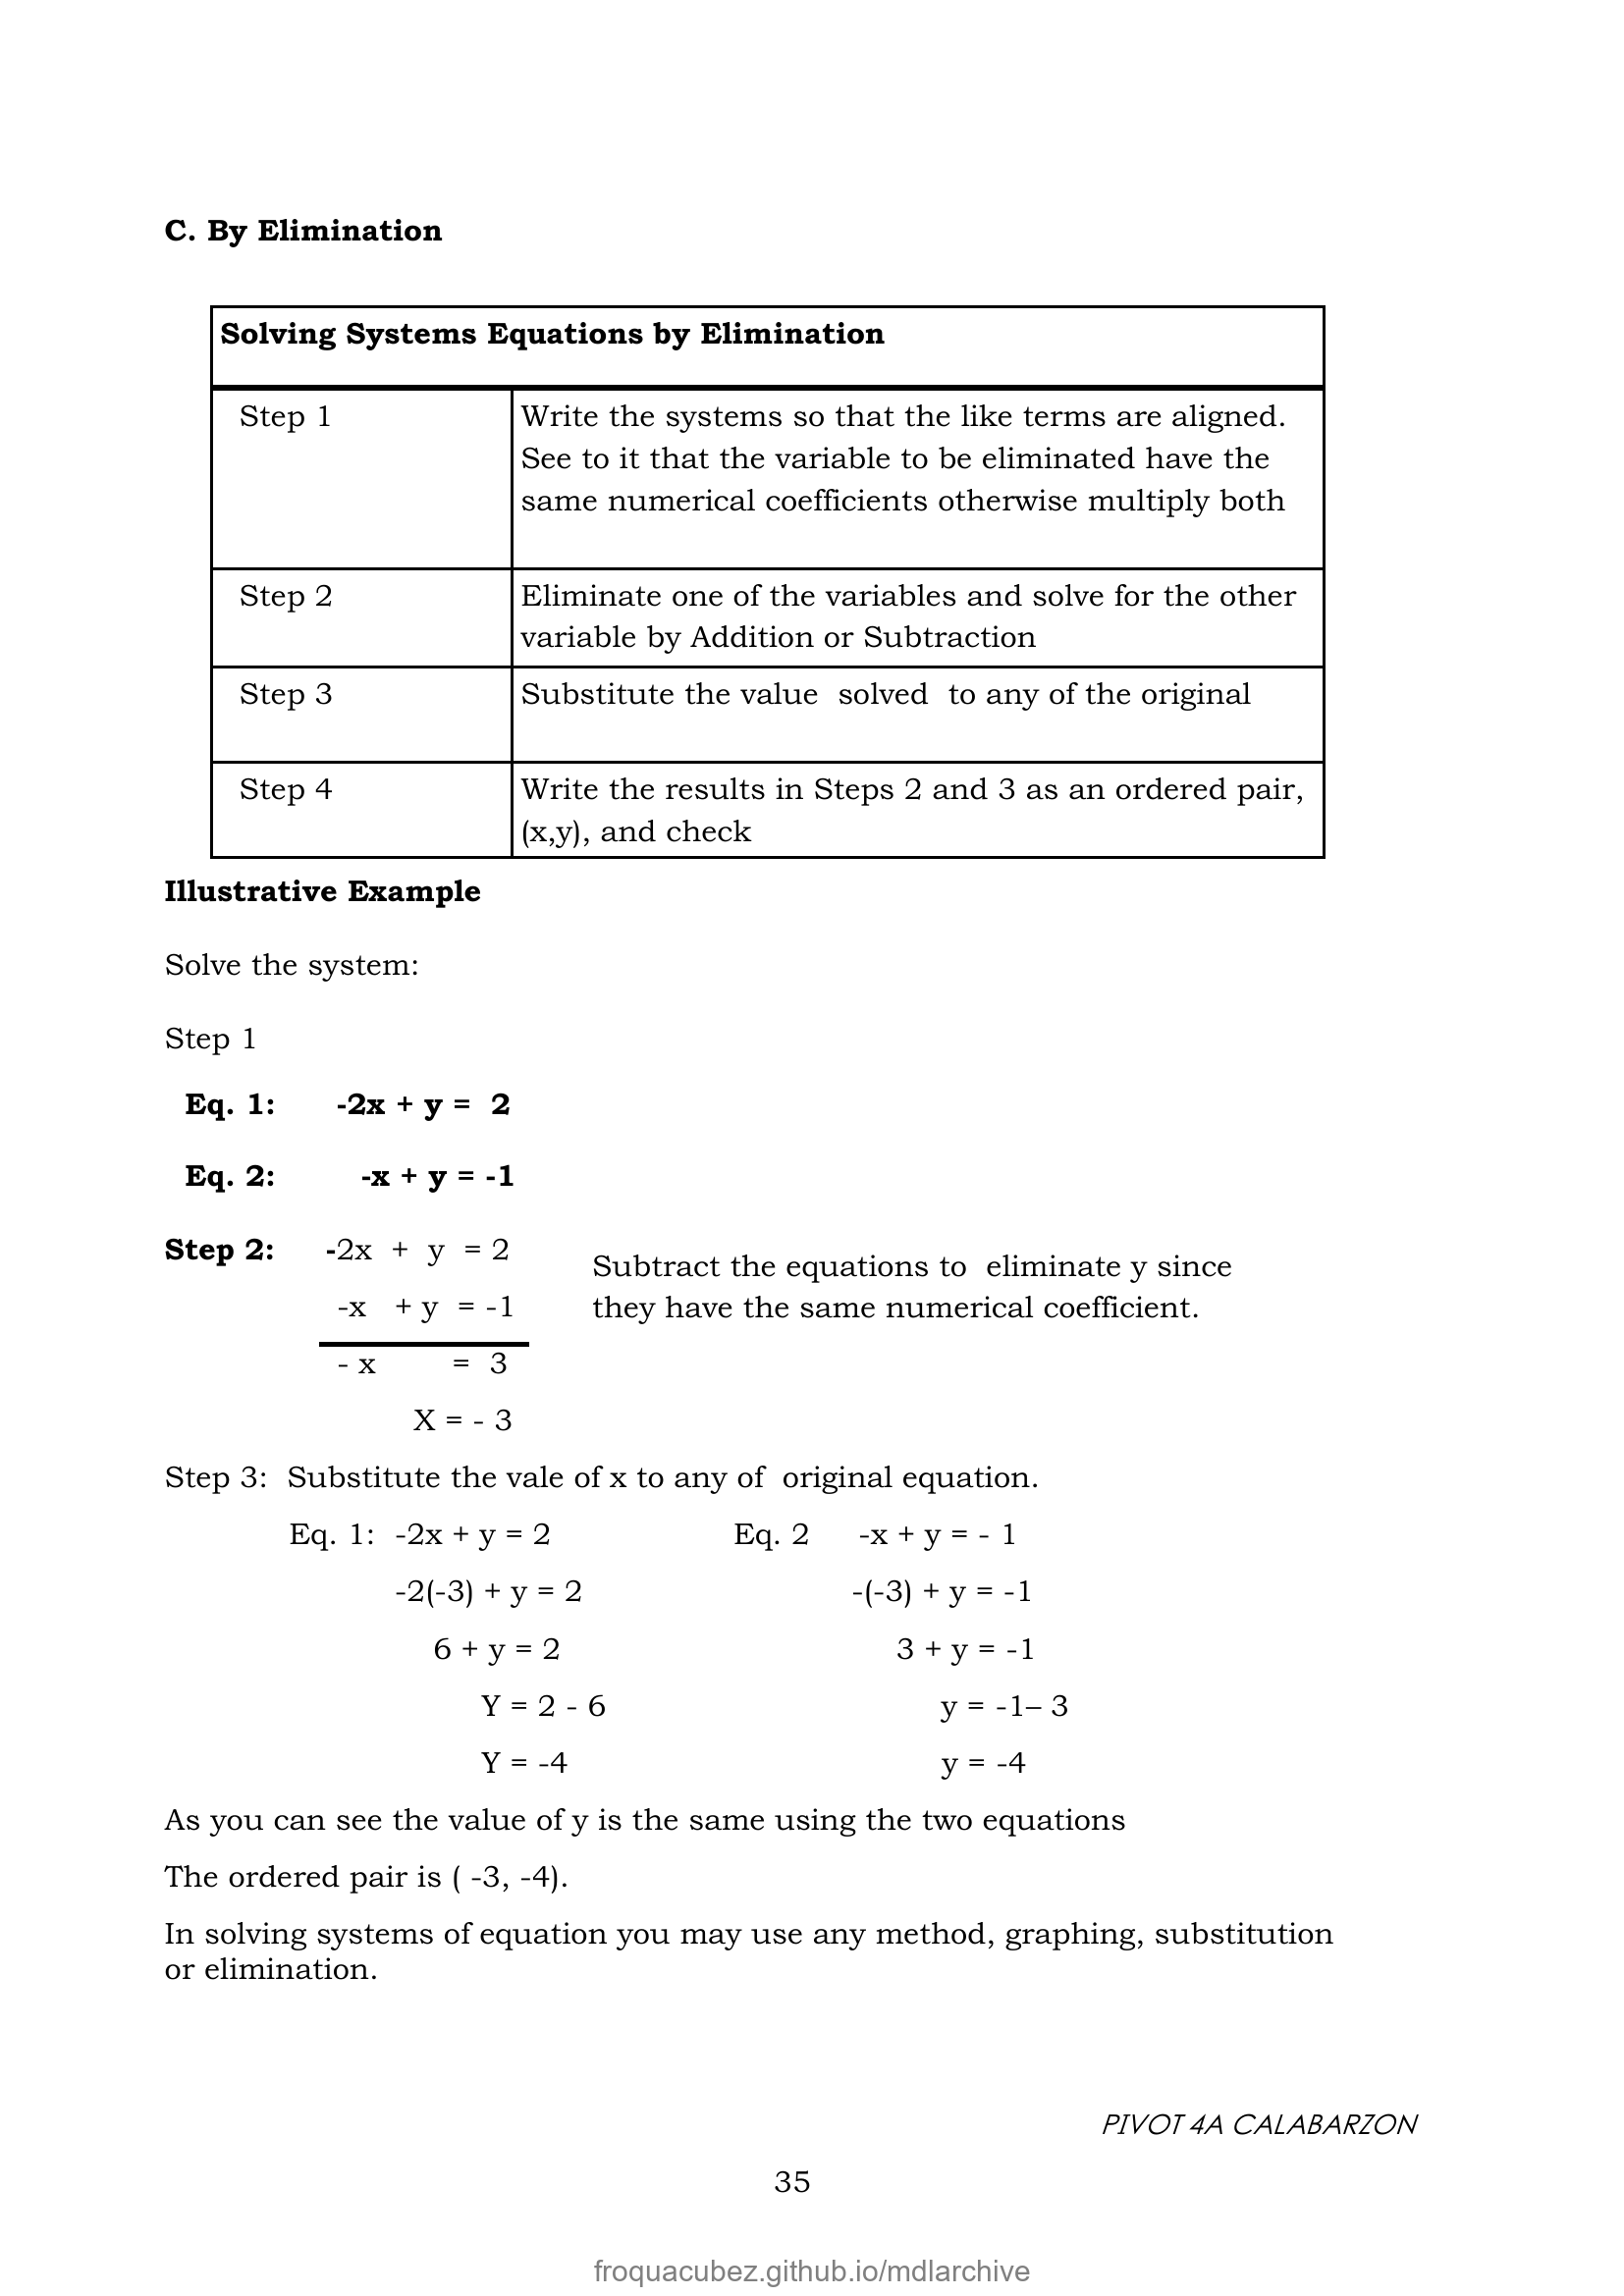 C. By Elimination
Solving Systems Equations by Elimination
Step 1
Write the systems so that the like terms are aligned.
See to it that the variable to be eliminated have the
same numerical coefficients otherwise multiply both
Step 2
Eliminate one of the variables and solve for the other
variable by Addition or Subtraction
Step 3
Substitute the value  solved  to any of the original
Step 4
Write the results in Steps 2 and 3 as an ordered pair,
(x,y), and check
Illustrative Example
Solve the system:
Step 1
Eq. 1: -2x + y = 2
Eq. 2: -x + y = -1
Step 2: -2x + y = 2
-x + y = -1
Subtract the equations to  eliminate y since
they have the same numerical coefficient.
- x = 3
X = - 3
Step 3: Substitute the vale of x to any of  original equation.
Eq. 1: -2x + y = 2 Eq. 2 -x + y = - 1
-2(-3) + y = 2 -(-3) + y = -1
6 + y = 2 3 + y = -1
Y = 2 - 6 y = -1– 3
Y = -4 y = -4
As you can see the value of y is the same using the two equations
The ordered pair is ( -3, -4).
In solving systems of equation you may use any method, graphing, substitution
or elimination.
PIVOT 4A CALABARZON
35
froquacubez.github.io/mdlarchive